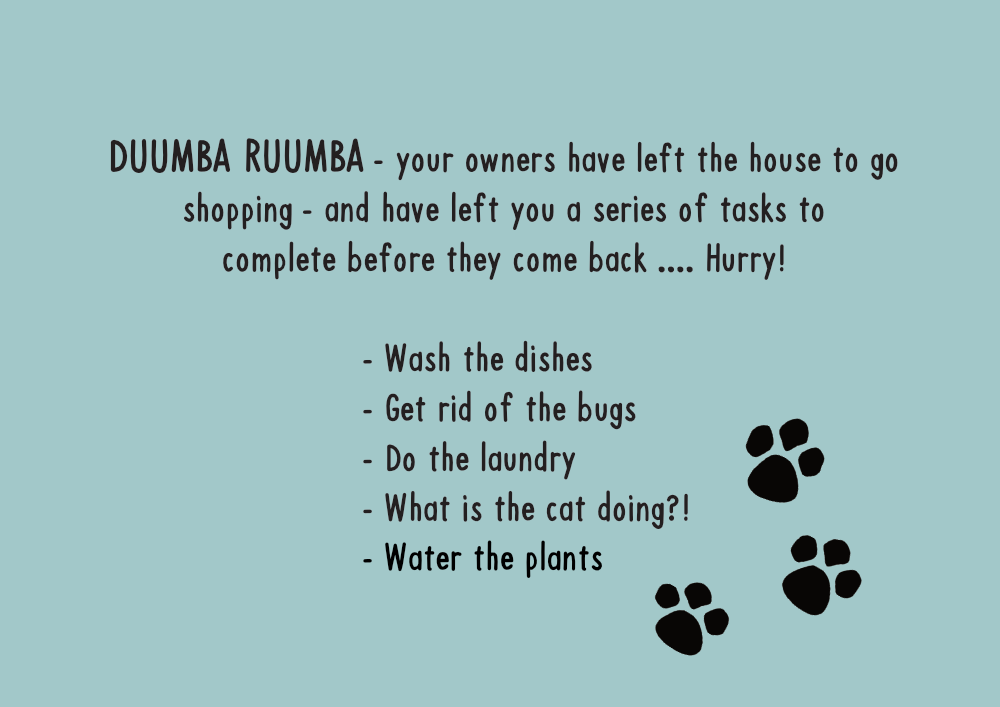 DUUMBA RUUMBA - your owners have left the house to go
shopping - and have left you a series of tasks to
complete before they come back .... Hurry!
- Wash the dishes
- Get rid of the bugs
- Do the laundry
- What is the cat doing?!
- Water the plants